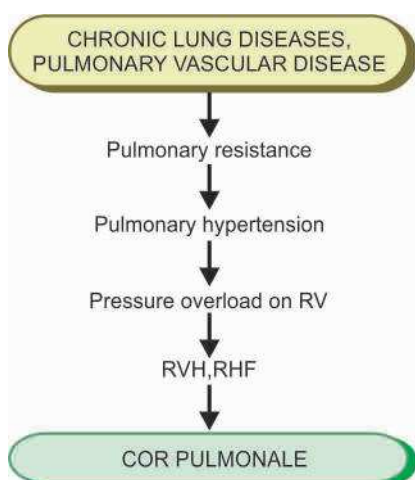 CHRONIC LUNG DISEASES,
PULMONARY VASCULAR DISEASE
Pulmonary resistance
Pulmonary hypertension
Pressure overload on RV
RVH,RHF
COR PULMONALE